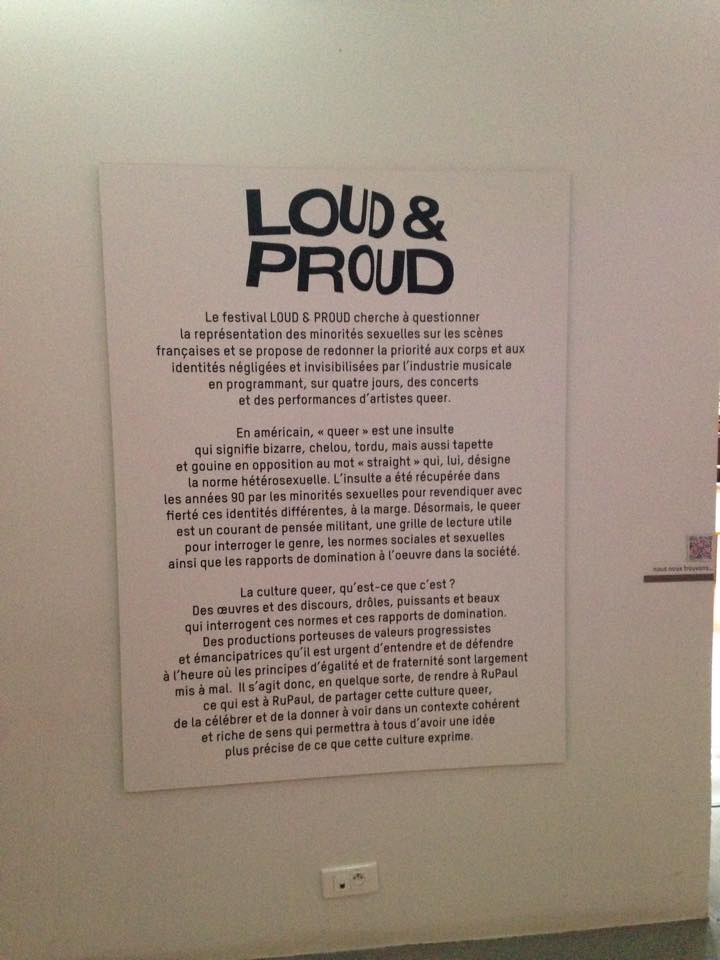 LOUD &
PROUD
Le festival LOUD & PROUD cherche à questionner
la représentation des minorités sexuelles sur les scènes
françaises et se propose de redonner la priorité aux corps et aux
identités négligées et invisibilisées par l'industrie musicale
en programmant, sur quatre jours, des concerts
et des performances d'artistes queer.
En américain, « queer » est une insulte
qui signifie bizarre, chelou, tordu, mais aussi tapette
et gouine en opposition au mot « straight » qui, lui, désigne
la norme hétérosexuelle. L'insulte a été récupérée dans
les années 90 par les minorités sexuelles pour revendiquer avec
fierté ces identités différentes, à la marge. Désormais, le queer
est un courant de pensée militant, une grille de lecture utile
pour interroger le genre, les normes sociales et sexuelles
ainsi que les rapports de domination à l'oeuvre dans la société.
La culture queer, qu'est-ce que c'est ?
Des œuvres et des discours, drôles, puissants et beaux
qui interrogent ces normes et ces rapports de domination.
Des productions porteuses de valeurs progressistes
et émancipatrices qu'il est urgent d'entendre et de défendre
à l'heure où les principes d'égalité et de fraternité sont largement
mis à mal. Il s'agit donc, en quelque sorte, de rendre à RuPaul
ce qui est à RuPaul, de partager cette culture queer,
de la célébrer et de la donner à voir dans un contexte cohérent
et riche de sens qui permettra à tous d'avoir une idée
plus précise de ce que cette culture exprime.
nous nous trouvons...